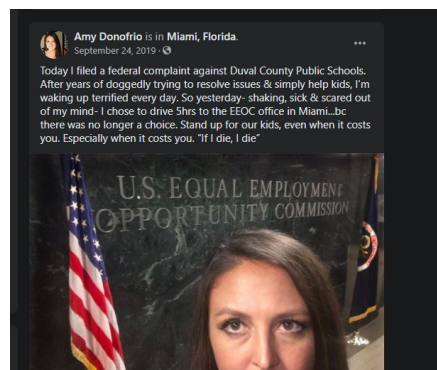 Amy Donofrio is in Miami, Florida.
September 24, 2019 ·
Today I filed a federal complaint against Duval County Public Schools.
After years of doggedly trying to resolve issues & simply help kids, I'm
waking up terrified every day. So yesterday- shaking, sick & scared out
of my mind- I chose to drive 5hrs to the EEOC office in Miami...bc
there was no longer a choice. Stand up for our kids, even when it costs
you. Especially when it costs you. "If I die, I die"
U.S. EQUAL EMPLOYMENT
OPPORTUNITY COMMISSION